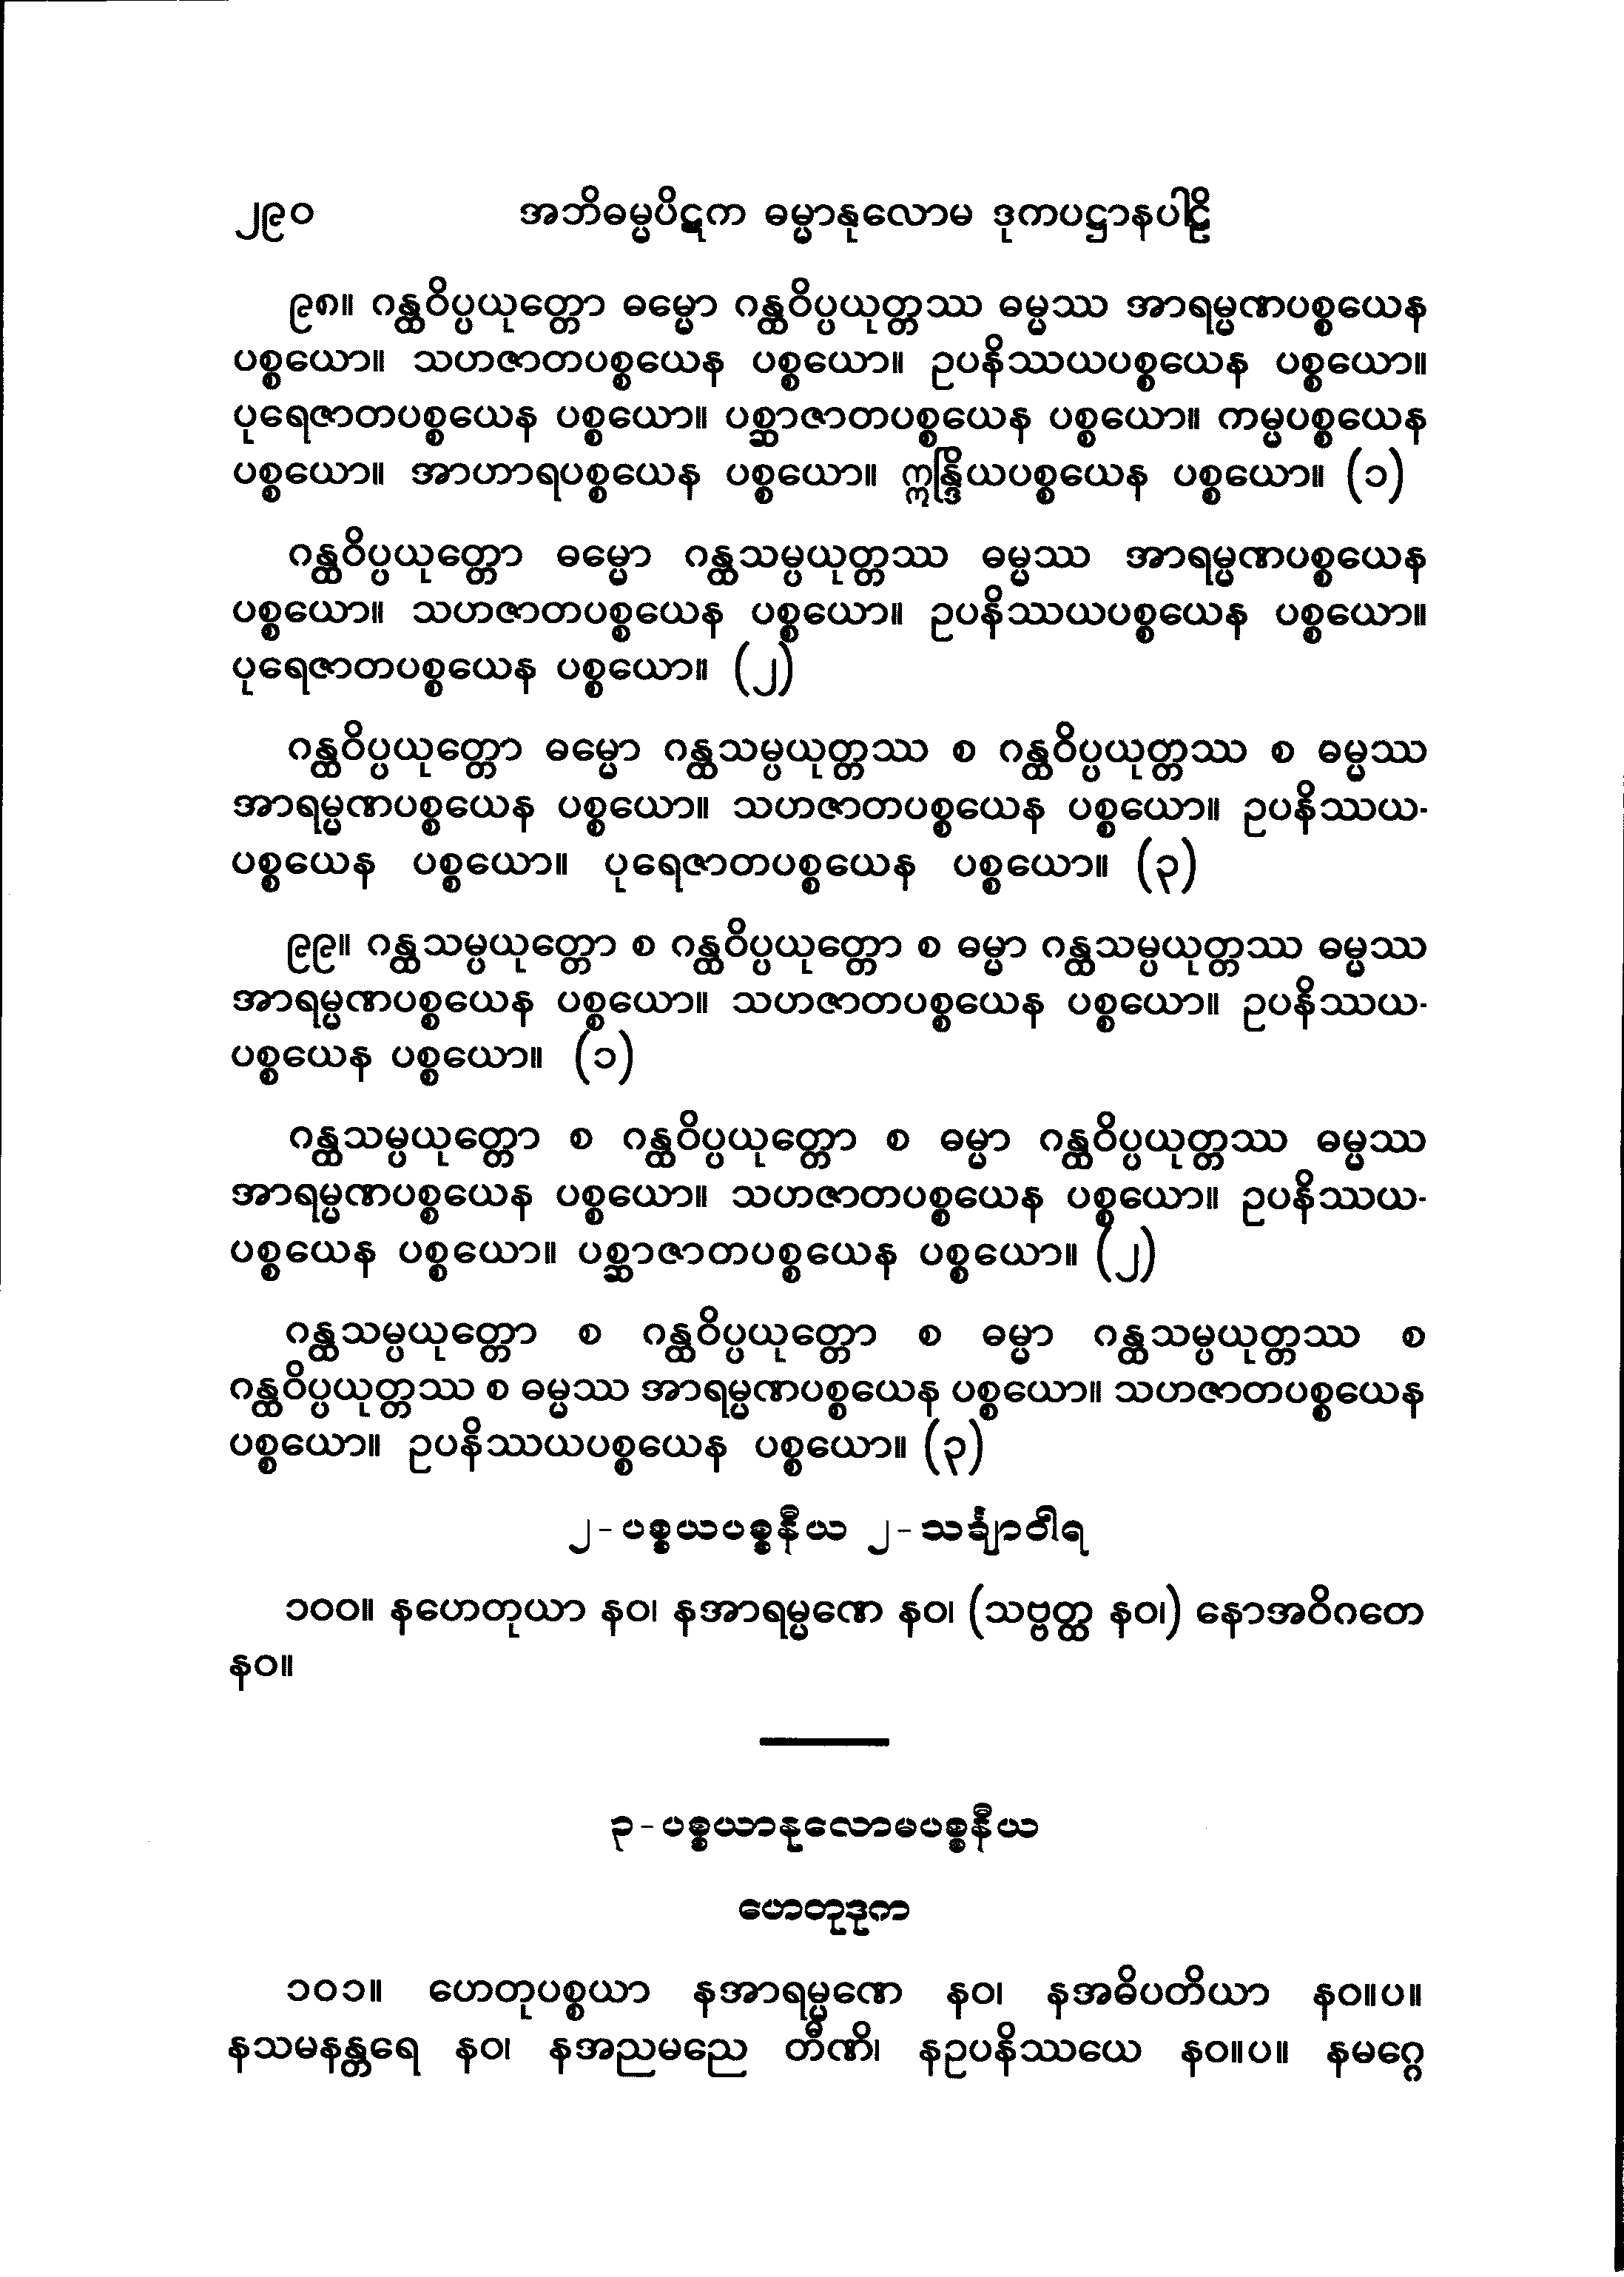 ၂၉၀ အဘိဓမ္မပိဋက ဓမ္မာနုလောမ ဒုကပဋ္ဌာနပါဠိ
၉၈။ ဂန္ထဝိပ္ပယုတ္တော ဓမ္မော ဂန္ထဝိပ္ပယုတ္တဿ ဓမ္မဿ အာရမ္မဏပစ္စယေန
ပစ္စယော။ သဟဇာတပစ္စယေန ပစ္စယော။ ဥပနိဿယပစ္စယေန ပစ္စယော။
ပုရေဇာတပစ္စယေန ပစ္စယော။ ပစ္ဆာဇာတပစ္စယေန ပစ္စယော။ ကမ္မပစ္စယေန
ပစ္စယော။ အာဟာရပစ္စယေန ပစ္စယော။ ဣန္ဒြိယပစ္စယေန ပစ္စယော။ (၁)
ဂန္ထဝိပ္ပယုတ္တော ဓမ္မော ဂန္ထသမ္ပယုတ္တဿ ဓမ္မဿ အာရမ္မဏပစ္စယေန
ပစ္စယော။ သဟဇာတပစ္စယေန ပစ္စယော။ ဥပနိဿယပစ္စယေန ပစ္စယော။
ပုရေဇာတပစ္စယေန ပစ္စယော။ (၂)
ဂန္ထဝိပ္ပယုတ္တော ဓမ္မော ဂန္ထသမ္ပယုတ္တဿ စ ဂန္ထဝိပ္ပယုတ္တဿ စ ဓမ္မဿ
အာရမ္မဏပစ္စယေန ပစ္စယော။ သဟဇာတပစ္စယေန ပစ္စယော။ ဥပနိဿယ-
ပစ္စယေန ပစ္စယော။ ပုရေဇာတပစ္စယေန ပစ္စယော။ (၃)
၉၉။ ဂန္ထသမ္ပယုတ္တော စ ဂန္ထဝိပ္ပယုတ္တော စ ဓမ္မာ ဂန္ထသမ္ပယုတ္တဿ ဓမ္မဿ
အာရမ္မဏပစ္စယေန ပစ္စယော။ သဟဇာတပစ္စယေန ပစ္စယော။ ဥပနိဿယ-
ပစ္စယေန ပစ္စယော။ (၁)
ဂန္ထသမ္ပယုတ္တော စ ဂန္ထဝိပ္ပယုတ္တော စ ဓမ္မာ ဂန္ထဝိပ္ပယုတ္တဿ ဓမ္မဿ
အာရမ္မဏပစ္စယေန ပစ္စယော။ သဟဇာတပစ္စယေန ပစ္စယော။ ဥပနိဿယ-
ပစ္စယေန ပစ္စယော။ ပစ္ဆာဇာတပစ္စယေန ပစ္စယော။ (၂)
ဂန္ထသမ္ပယုတ္တော စ ဂန္ထဝိပ္ပယုတ္တော စ ဓမ္မာ ဂန္ထသမ္ပယုတ္တဿ စ
ဂန္ထဝိပ္ပယုတ္တဿ စ ဓမ္မဿ အာရမ္မဏပစ္စယေန ပစ္စယော။ သဟဇာတပစ္စယေန
ပစ္စယော။ ဥပနိဿယပစ္စယေန ပစ္စယော။ (၃)
၂-ပစ္စယပစ္စနီယ ၂-သင်္ချာဝါရ
၁၀၀။ နဟေတုယာ နဝ၊ နအာရမ္မဏေ နဝ၊ (သဗ္ဗတ္ထ နဝ၊) နောအဝိဂတေ
နဝ။
၃-ပစ္စယာနုလောမပစ္စနီယ
ဟေတုဒုက
၁၀၁။ ဟေတုပစ္စယာ နအာရမ္မဏေ နဝ၊ နအဓိပတိယာ နဝ။ပ။
နသမနန္တရေ နဝ၊ နအညမညေ တီဏိ၊ နဥပနိဿယေ နဝ။ပ။ နမဂ္ဂေ